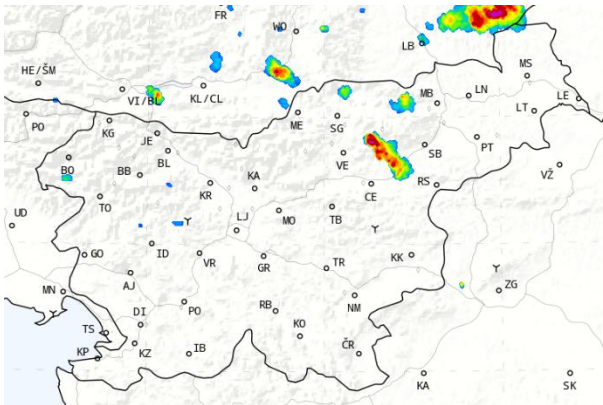 FR
WO
LB
HE/ŠM
VI/BL
KL/CL
MS
LN
LE
MB
LT
PO
KG
ME
SG
JE
BL
VE
SB
PT
BO
BB
KR
KA
CE
RS
VŽ
TO
MO
TB
UD
LJ
GO
ID
VR
GR
TR
KK
AJ
MN
ZG
PO
RB
NM
DI
TS
KO
KP
KZ
IB
ČR
KA
SK